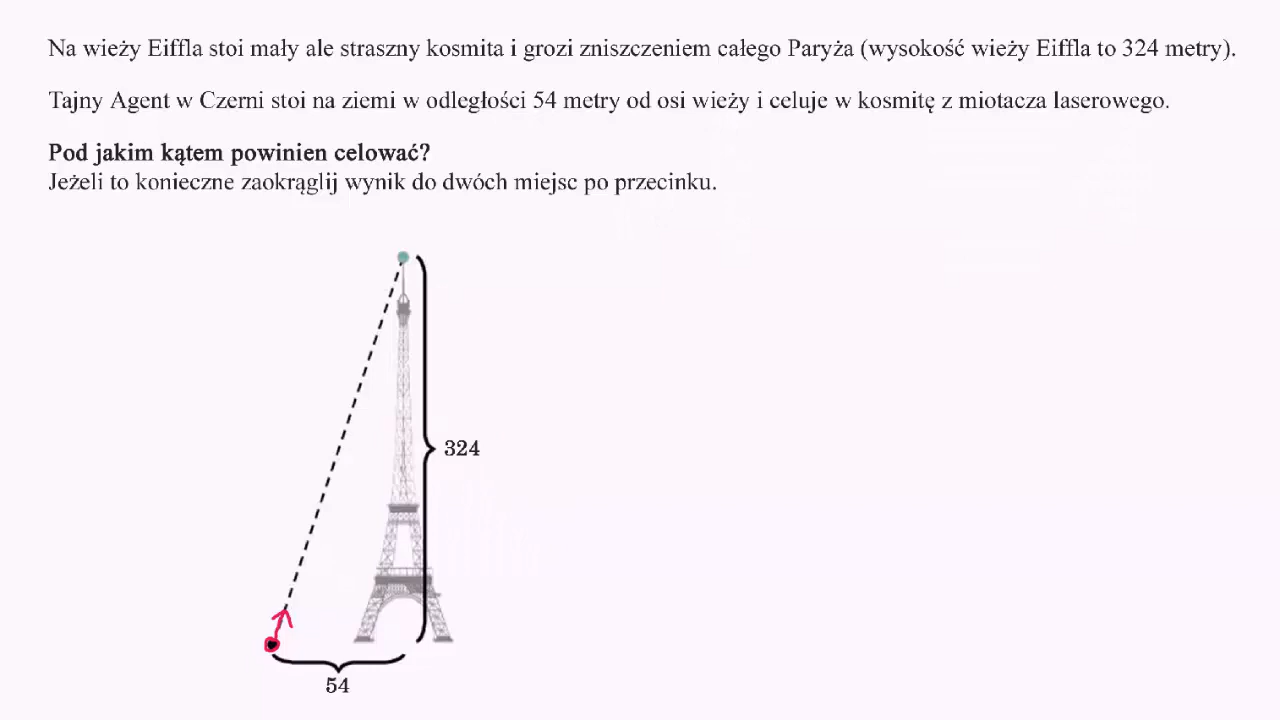 Na wieży Eiffla stoi mały ale straszny kosmita i grozi zniszczeniem całego Paryża (wysokość wieży Eiffla to 324 metry).
Tajny Agent w Czerni stoi na ziemi w odległości 54 metry od osi wieży i celuje w kosmitę z miotacza laserowego.
Pod jakim kątem powinien celować?
Jeżeli to konieczne zaokrąglij wynik do dwóch miejsc po przecinku.
324
54